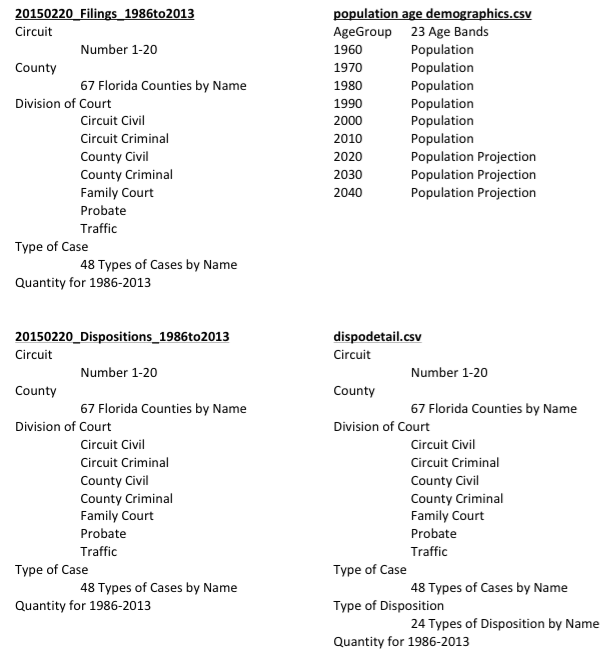 20150220_Filings_1986to2013
Circuit
Number 1-20
County
67 Florida Counties by Name
Division of Court
Circuit Civil
Circuit Criminal
County Civil
County Criminal
Family Court
Probate
Traffic
Type of Case
48 Types of Cases by Name
Quantity for 1986-2013
population age demographics.csv
AgeGroup 23 Age Bands
1960 Population
1970 Population
1980 Population
1990 Population
2000 Population
2010 Population
2020 Population Projection
2030 Population Projection
2040 Population Projection
20150220_Dispositions_1986to2013
Circuit
Number 1-20
County
67 Florida Counties by Name
Division of Court
Circuit Civil
Circuit Criminal
County Civil
County Criminal
Family Court
Probate
Traffic
Type of Case
48 Types of Cases by Name
Quantity for 1986-2013
dispodetail.csv
Circuit
Number 1-20
County
67 Florida Counties by Name
Division of Court
Circuit Civil
Circuit Criminal
County Civil
County Criminal
Family Court
Probate
Traffic
Type of Case
48 Types of Cases by Name
Type of Disposition
24 Types of Disposition by Name
Quantity for 1986-2013